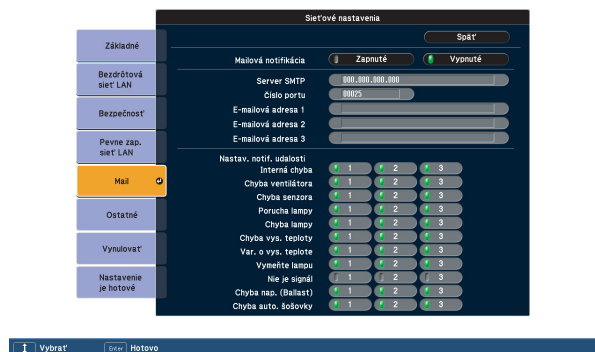 Sieťové nastavenia
Späť
Základné
Bezdrôtová
sieť LAN
Bezpečnosť
Pevne zap.
sieť LAN
Mail
Ostatné
Vynulovať
Nastavenie
je hotové
Mailová notifikácia Zapnuté Vypnuté
Server SMTP 000.000.000.000
Číslo portu 00025
E-mailová adresa 1
E-mailová adresa 2
E-mailová adresa 3
Nastav. notif. udalosti
Interná chyba 1 2 3
Chyba ventilátora 1 2 3
Chyba senzora 1 2 3
Porucha lampy 1 2 3
Chyba lampy 1 2 3
Chyba vys. teploty 1 2 3
Var. o vys. teplote 1 2 3
Vymeňte lampu 1 2 3
Nie je signál 1 2 3
Chyba nap. (Ballast) 1 2 3
Chyba auto. šošovky 1 2 3
Vybrať Enter Hotovo